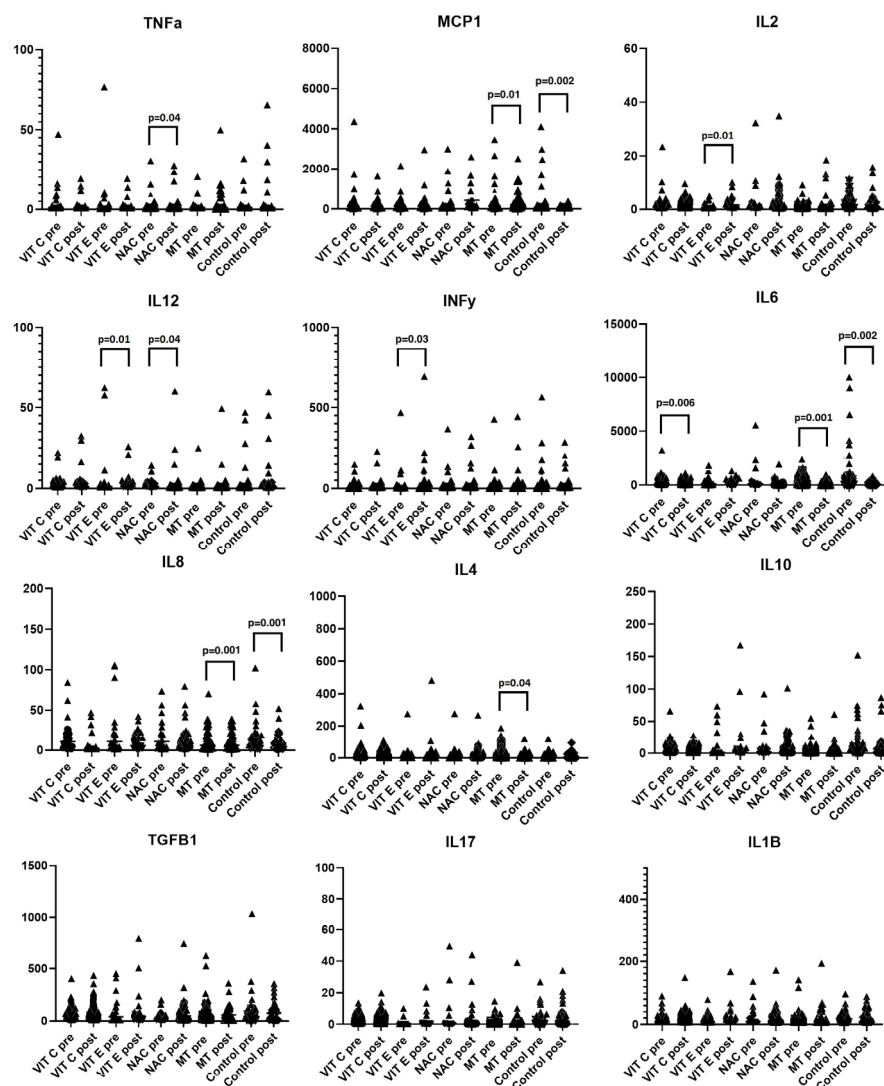 TNFa
MCP1
IL2
100
50
0
p=0.04
8000
6000
4000
2000
0
p=0.01
p=0.002
60
40
20
0
p=0.01
VIT C pre
VIT C post
VIT E pre
VIT E post
NAC pre
NAC post
MT pre
MT post
Control pre
Control post
VIT C pre
VIT C post
VIT E pre
VIT E post
NAC pre
NAC post
MT pre
MT post
Control pre
Control post
VIT C pre
VIT C post
VIT E pre
VIT E post
NAC pre
NAC post
MT pre
MT post
Control pre
Control post
IL12
INFy
IL6
100
50
0
p=0.01
p=0.04
1000
500
0
p=0.03
15000
10000
5000
0
p=0.006
p=0.001
p=0.002
VIT C pre
VIT C post
VIT E pre
VIT E post
NAC pre
NAC post
MT pre
MT post
Control pre
Control post
VIT C pre
VIT C post
VIT E pre
VIT E post
NAC pre
NAC post
MT pre
MT post
Control pre
Control post
VIT C pre
VIT C post
VIT E pre
VIT E post
NAC pre
NAC post
MT pre
MT post
Control pre
Control post
IL8
IL4
IL10
200
150
100
50
0
p=0.001
p=0.001
1000
800
600
400
200
0
p=0.04
250
200
150
100
50
0
VIT C pre
VIT C post
VIT E pre
VIT E post
NAC pre
NAC post
MT pre
MT post
Control pre
Control post
VIT C pre
VIT C post
VIT E pre
VIT E post
NAC pre
NAC post
MT pre
MT post
Control pre
Control post
VIT C pre
VIT C post
VIT E pre
VIT E post
NAC pre
NAC post
MT pre
MT post
Control pre
Control post
TGFB1
IL17
IL1B
1500
1000
500
0
100
80
60
40
20
0
400
200
0
VIT C pre
VIT C post
VIT E pre
VIT E post
NAC pre
NAC post
MT pre
MT post
Control pre
Control post
VIT C pre
VIT C post
VIT E pre
VIT E post
NAC pre
NAC post
MT pre
MT post
Control pre
Control post
VIT C pre
VIT C post
VIT E pre
VIT E post
NAC pre
NAC post
MT pre
MT post
Control pre
Control post